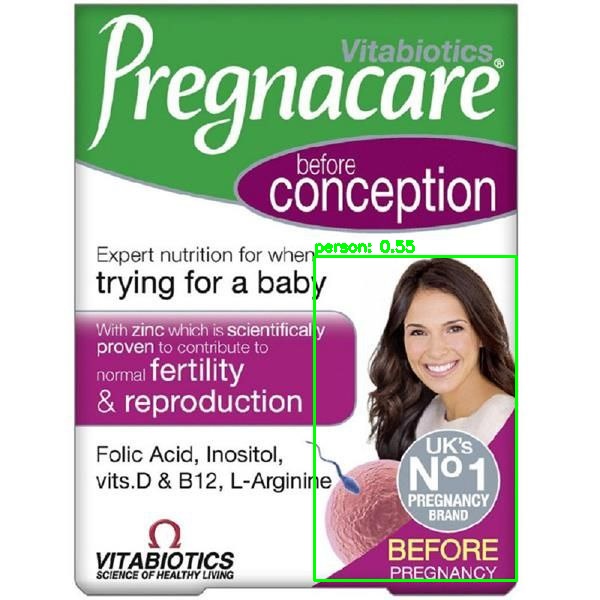 Vitabiotics
Pregnacare®
before
conception
Expert nutrition for when
trying for a baby
person: 0.55
With zinc which is scientifically
proven to contribute to
normal fertility
& reproduction
Folic Acid, Inositol,
vits.D & B12, L-Arginine
UK's
Nº1
PREGNANCY
BRAND
BEFORE
PREGNANCY
VITABIOTICS
SCIENCE OF HEALTHY LIVING